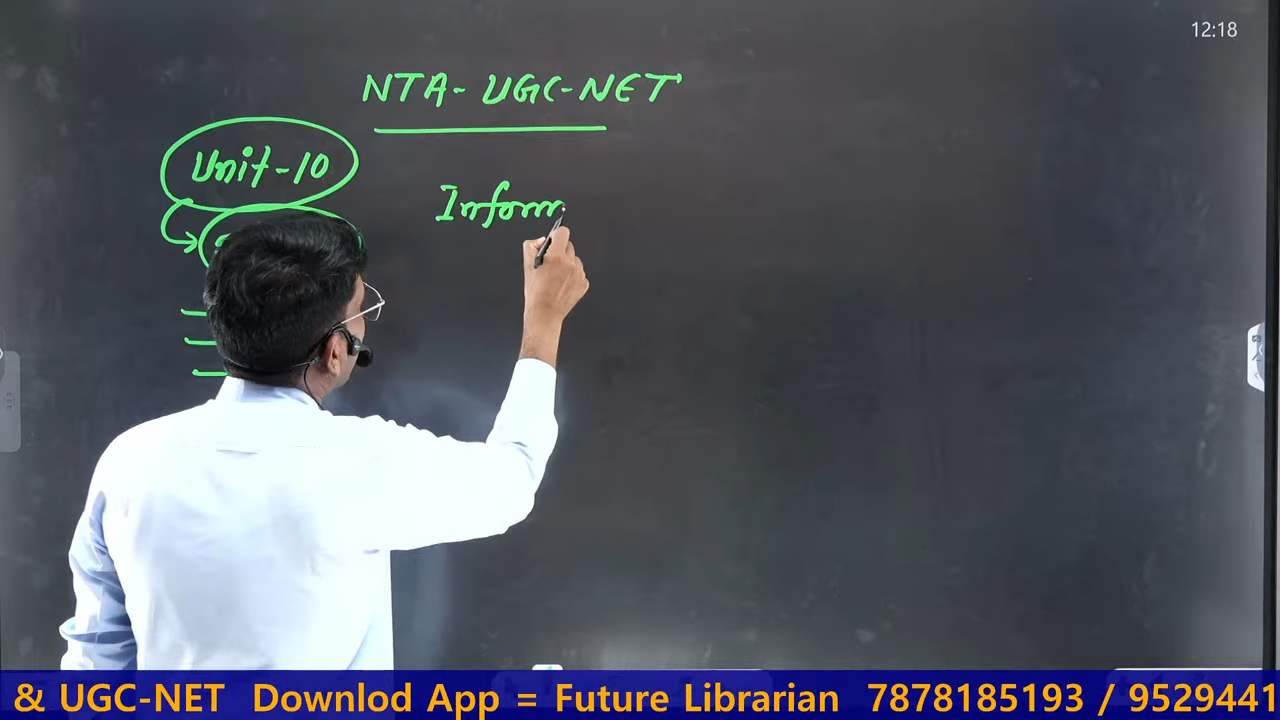 12:18
NTA-UGC-NET
Unit-10
Inform
& UGC-NET Downlod App = Future Librarian 7878185193 / 9529441